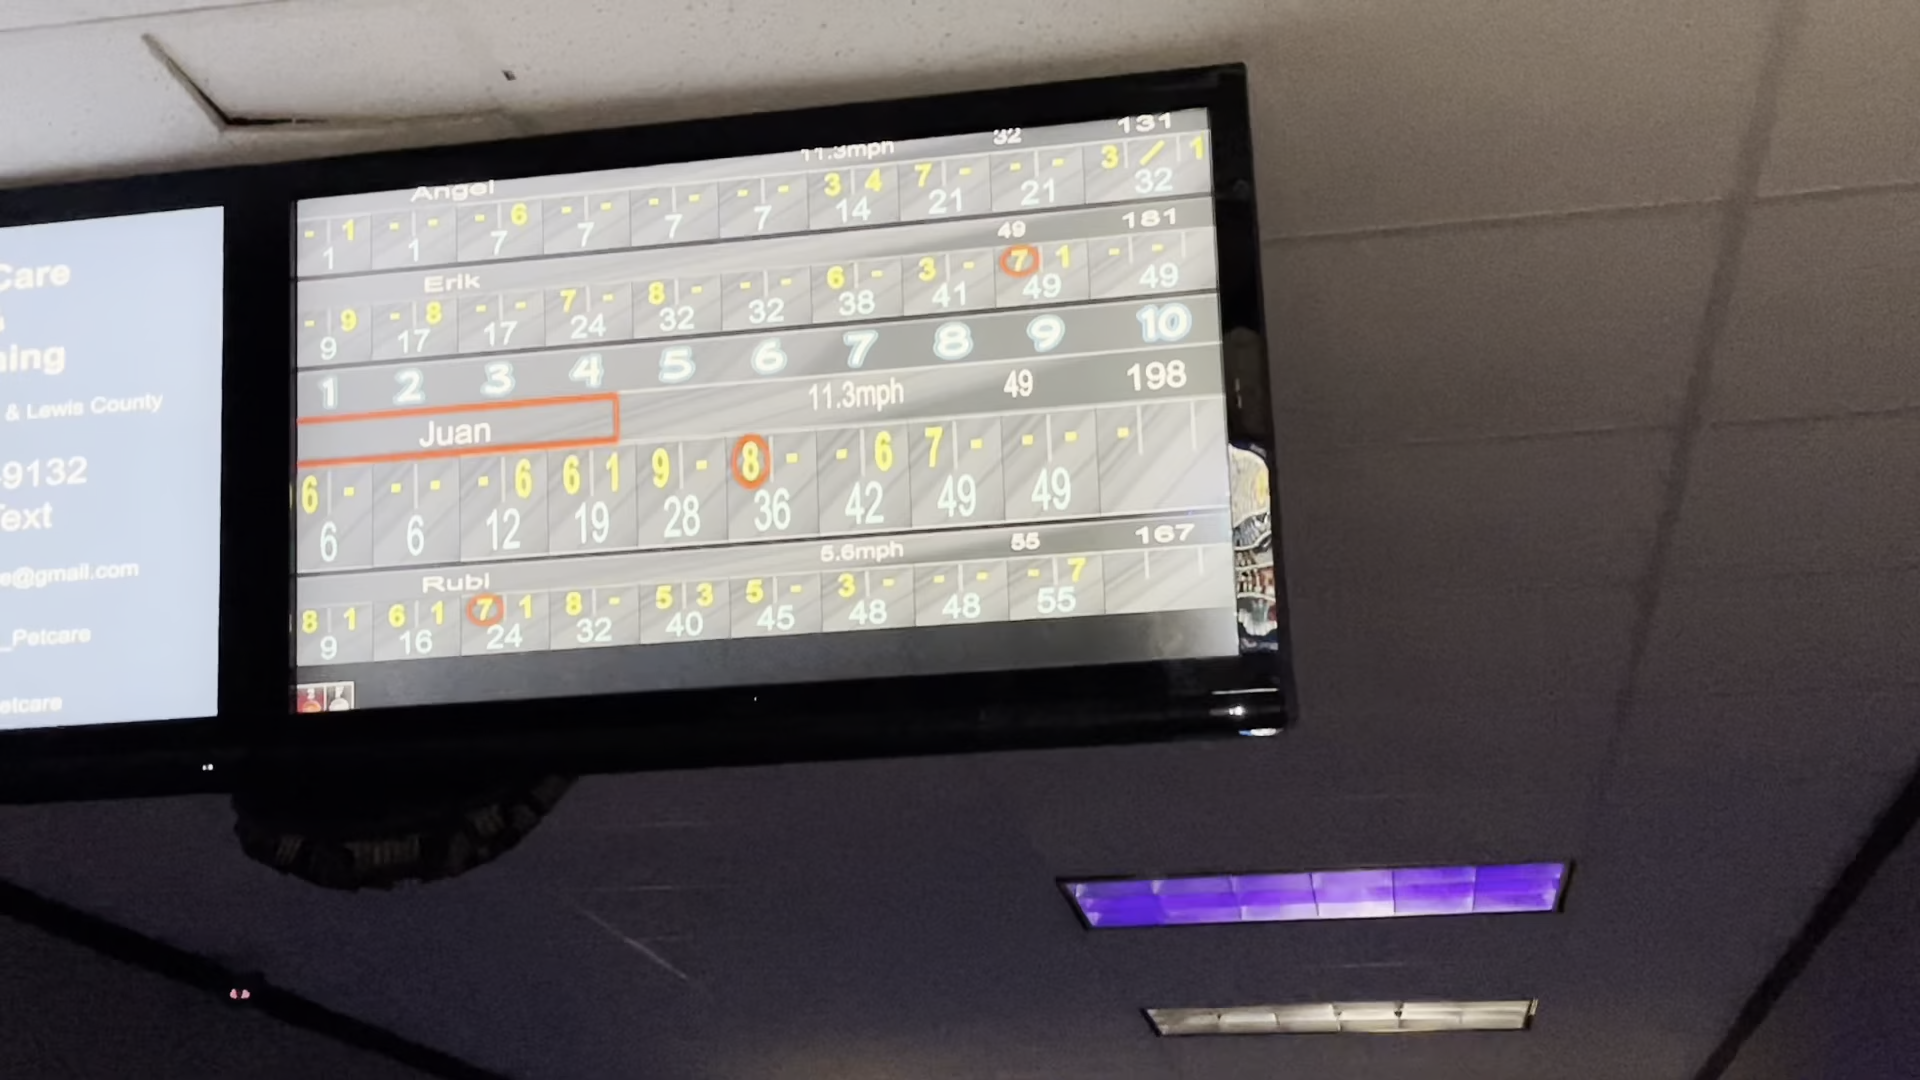 Care
ning
& Lewis County
-9132
Text
e@gmail.com
_Petcare
etcare
11.3mph 32 131
Angel
- 1 - - - 6 - - - - - - 3 4 7 - - - 3 / 1
1 1 7 7 7 7 14 21 21 32
49 181
Erik
- 9 - 8 - - 7 - 8 - - - 6 - 3 - 7 1 - -
9 17 17 24 32 32 38 41 49 49
1 2 3 4 5 6 7 8 9 10
11.3mph 49 198
Juan
6 - - - - 6 6 1 9 - 8 - - 6 7 - - - -
6 6 12 19 28 36 42 49 49
5.6mph 55 167
Rubi
8 1 6 1 7 1 8 - 5 3 5 - 3 - - - - 7
9 16 24 32 40 45 48 48 55